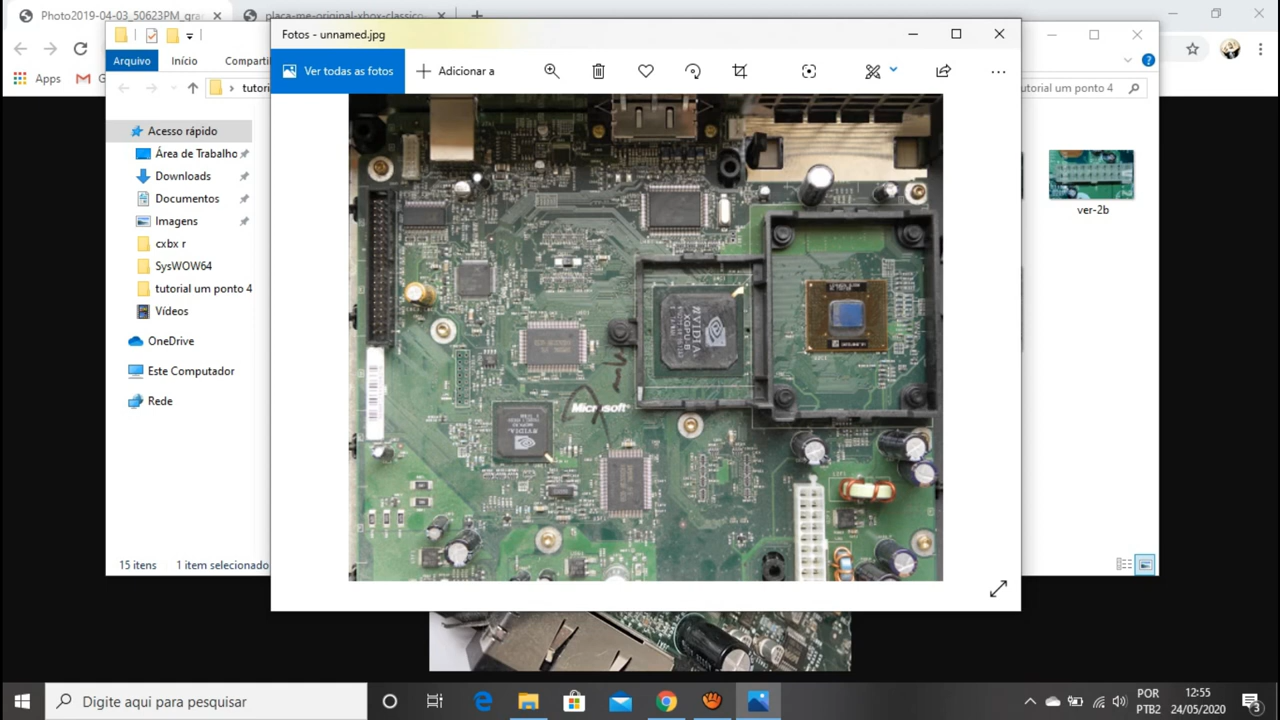 Photo2019-04-03_50623PM_gra
placa-me-original-xbox-classico-
Apps
G
Arquivo
Início
Comparti
tutori
Fotos - unnamed.jpg
Ver todas as fotos
Adicionar a
tutorial um ponto 4
Acesso rápido
Área de Trabalho
Downloads
Documentos
Imagens
cxbx r
SysWOW64
tutorial um ponto 4
Vídeos
OneDrive
Este Computador
Rede
ver-2b
NVIDIA
XGPU-B
Microsoft
NVIDIA
15 itens
1 item selecionado
Digite aqui para pesquisar
POR
PTB2
12:55
24/05/2020
3